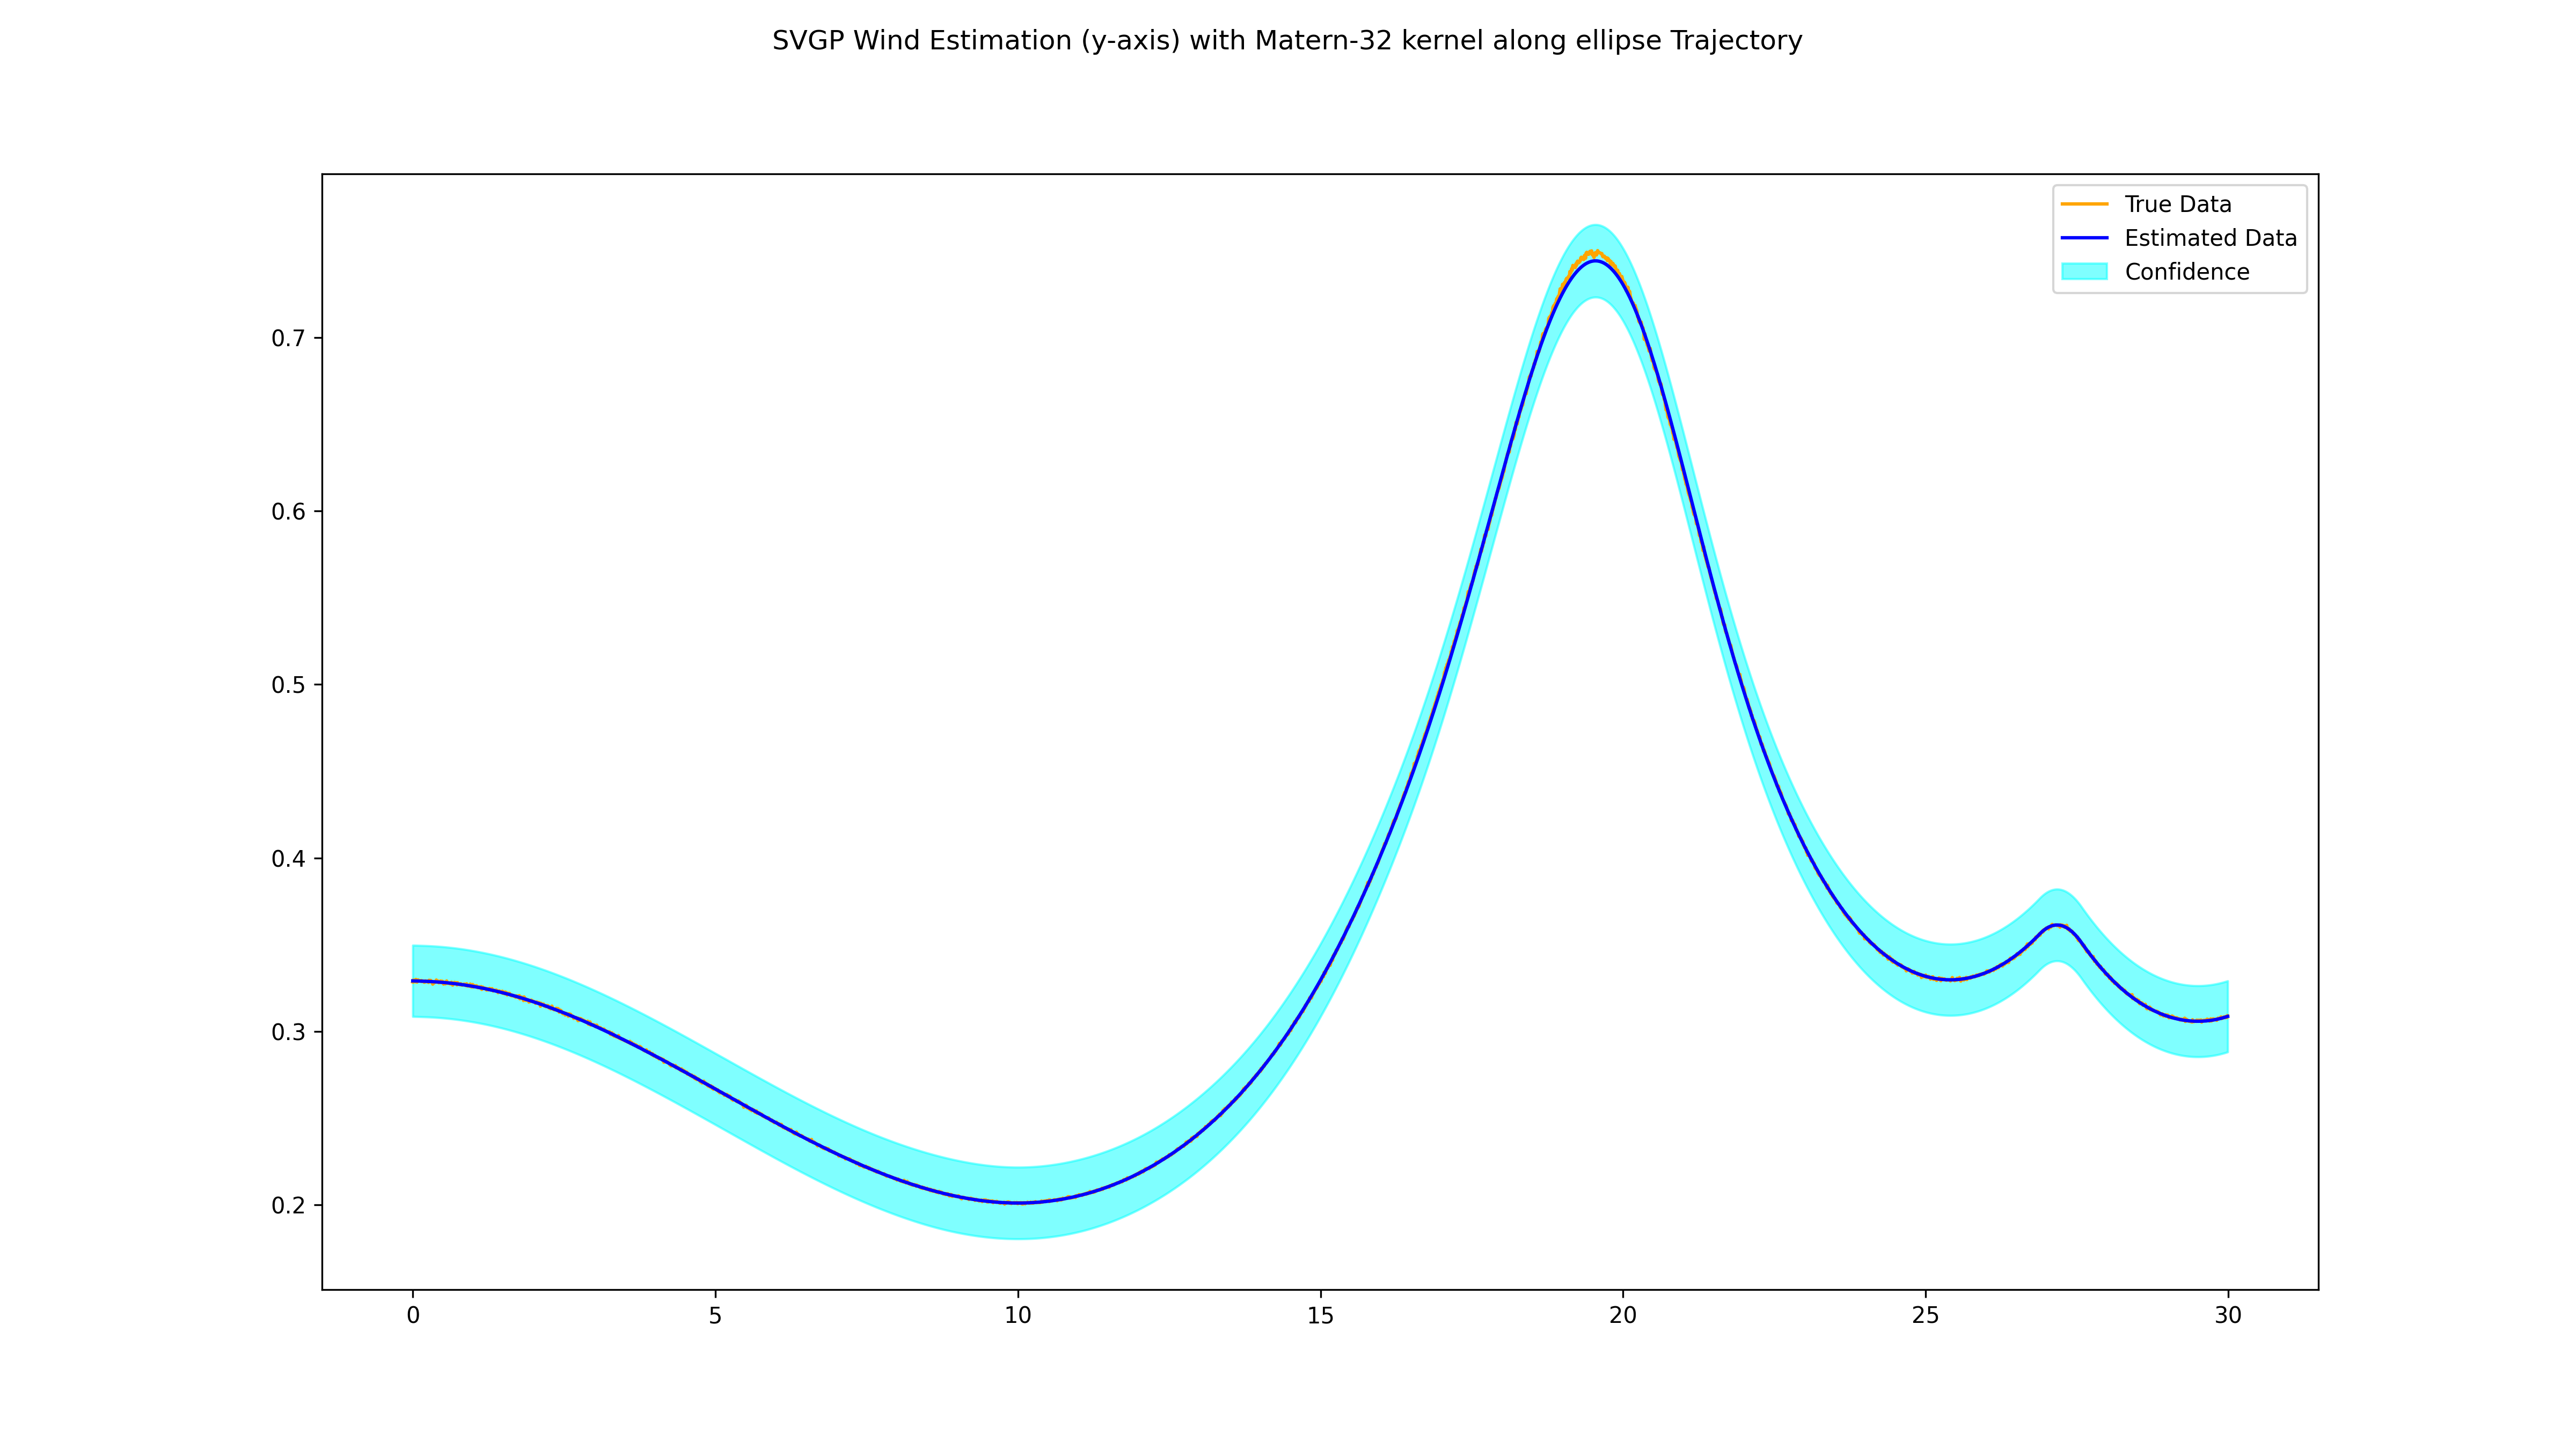 SVGP Wind Estimation (y-axis) with Matern-32 kernel along ellipse Trajectory
True Data
Estimated Data
Confidence
0.7
0.6
0.5
0.4
0.3
0.2
0 5 10 15 20 25 30